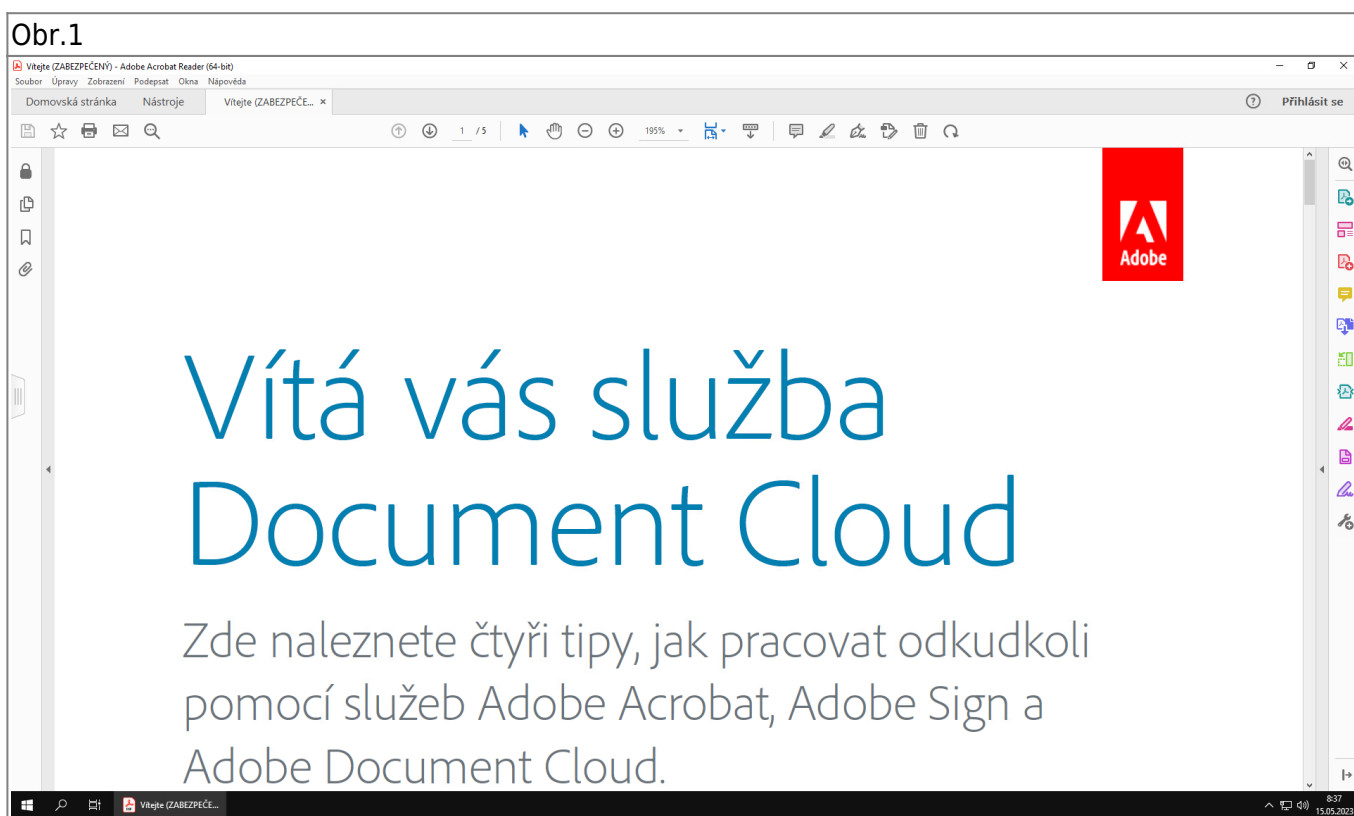 Obr.1
Vítejte (ZABEZPEČENÝ) - Adobe Acrobat Reader (64-bit)
Soubor Úpravy Zobrazení Podepsat Okna Nápověda
Domovská stránka Nástroje Vítejte (ZABEZPEČE... × Přihlásit se
1 / 5 195%
Adobe
Vítá vás služba
Document Cloud
Zde naleznete čtyři tipy, jak pracovat odkudkoli
pomocí služeb Adobe Acrobat, Adobe Sign a
Adobe Document Cloud.
Vítejte (ZABEZPEČE... 8:37
15.05.2023